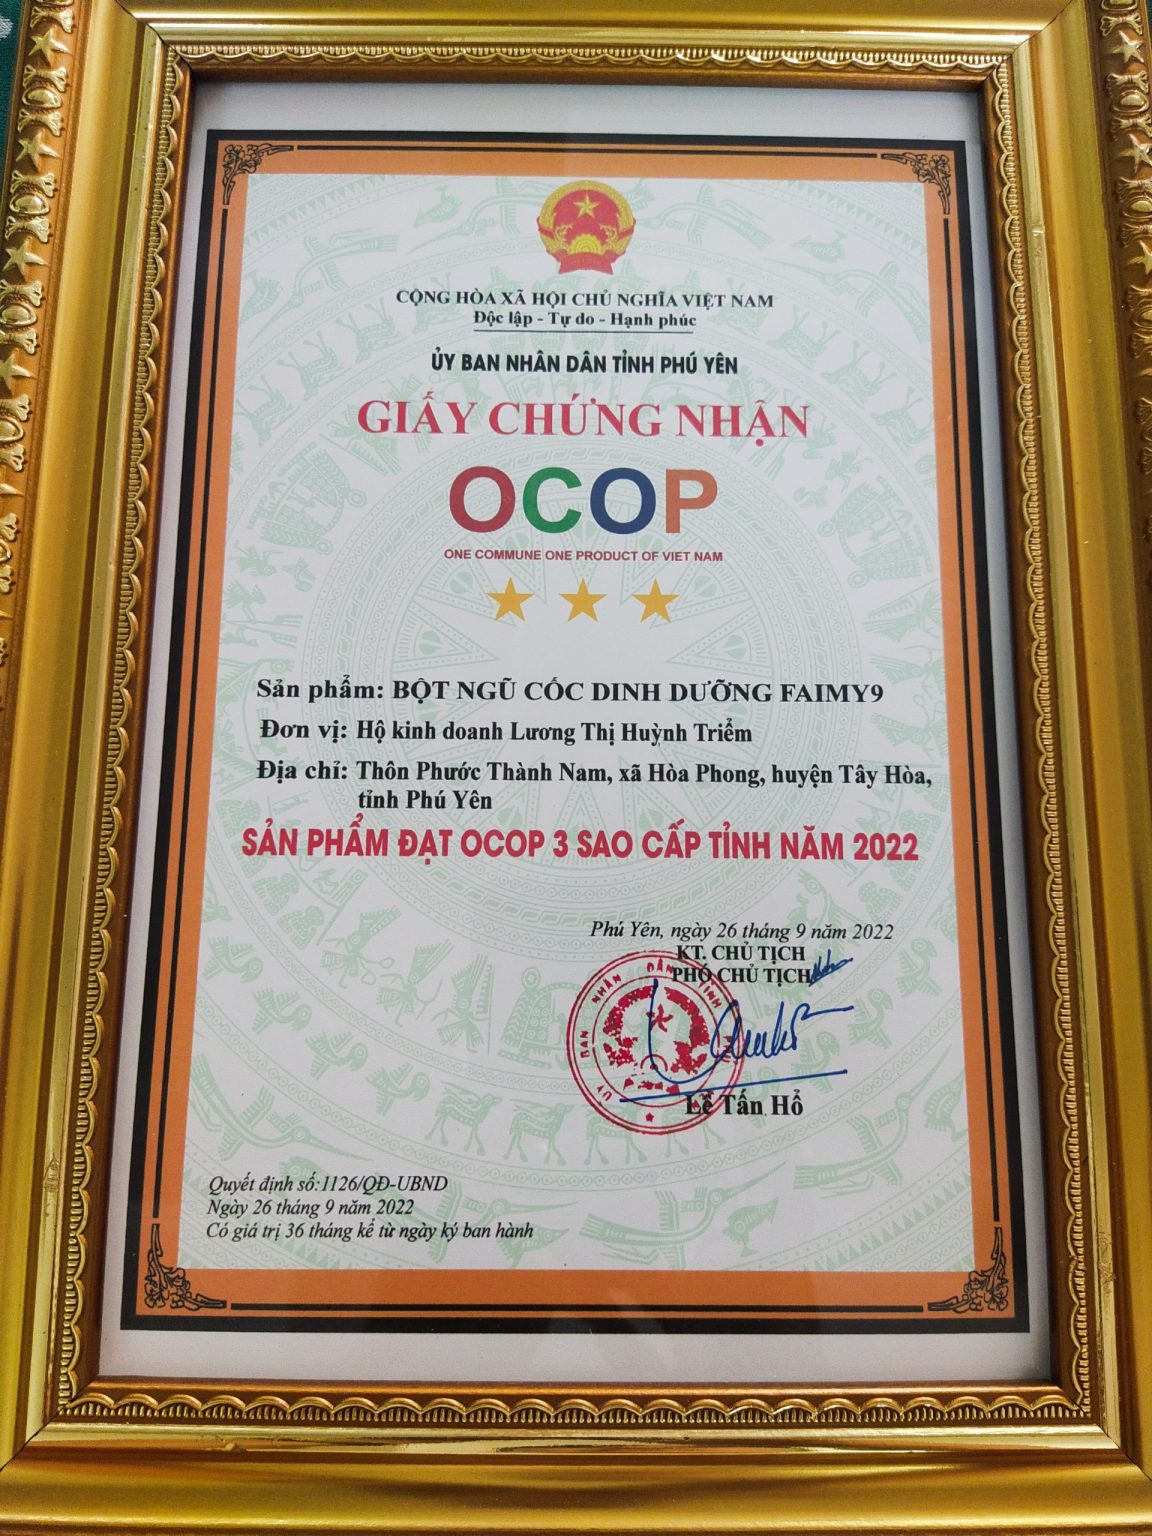 CỘNG HÒA XÃ HỘI CHỦ NGHĨA VIỆT NAM
Độc lập - Tự do - Hạnh phúc
ỦY BAN NHÂN DÂN TỈNH PHÚ YÊN
GIẤY CHỨNG NHẬN
OCOP
ONE COMMUNE ONE PRODUCT OF VIET NAM
Sản phẩm: BỘT NGŨ CỐC DINH DƯỠNG FAIMY9
Đơn vị: Hộ kinh doanh Lương Thị Huỳnh Triểm
Địa chỉ: Thôn Phước Thành Nam, xã Hòa Phong, huyện Tây Hòa,
tỉnh Phú Yên
SẢN PHẨM ĐẠT OCOP 3 SAO CẤP TỈNH NĂM 2022
Phú Yên, ngày 26 tháng 9 năm 2022
KT. CHỦ TỊCH
PHÓ CHỦ TỊCH
ỦY BAN NHÂN DÂN TỈNH
Lê Tấn Hổ
Quyết định số:1126/QĐ-UBND
Ngày 26 tháng 9 năm 2022
Có giá trị 36 tháng kể từ ngày ký ban hành